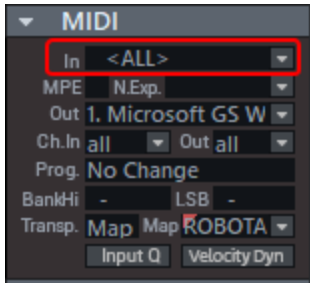 MIDI
In <ALL>
MPE N.Exp.
Out 1. Microsoft GS W
Ch.In all Out all
Prog. No Change
BankHi - LSB -
Transp. Map Map ROBOTA
Input Q Velocity Dyn